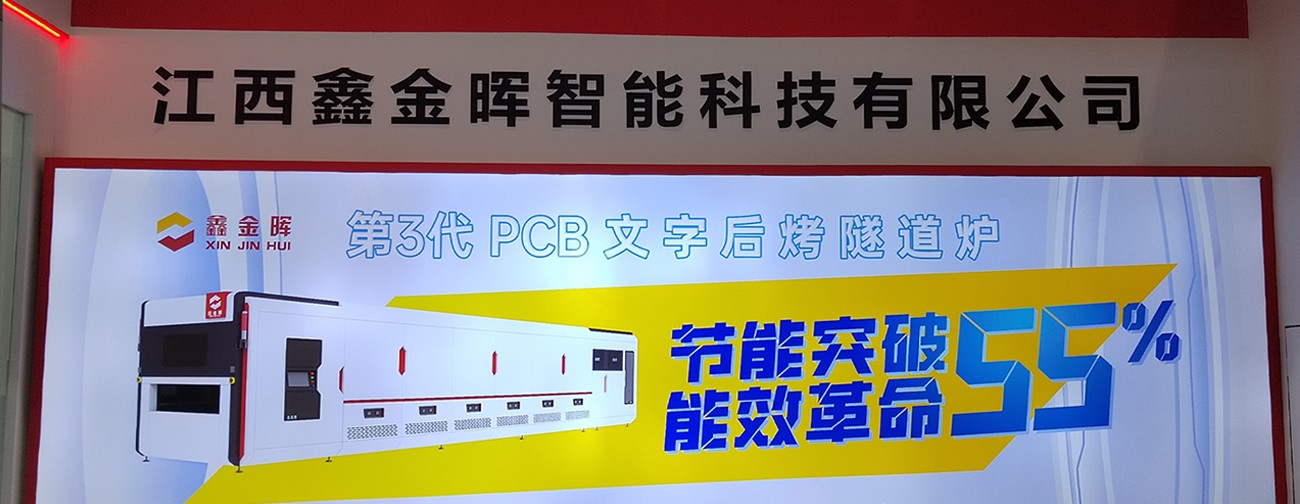 江西鑫金晖智能科技有限公司
鑫金晖
XIN JIN HUI
第3代 PCB 文字后烤隧道炉
节能突破
能效革命
55%